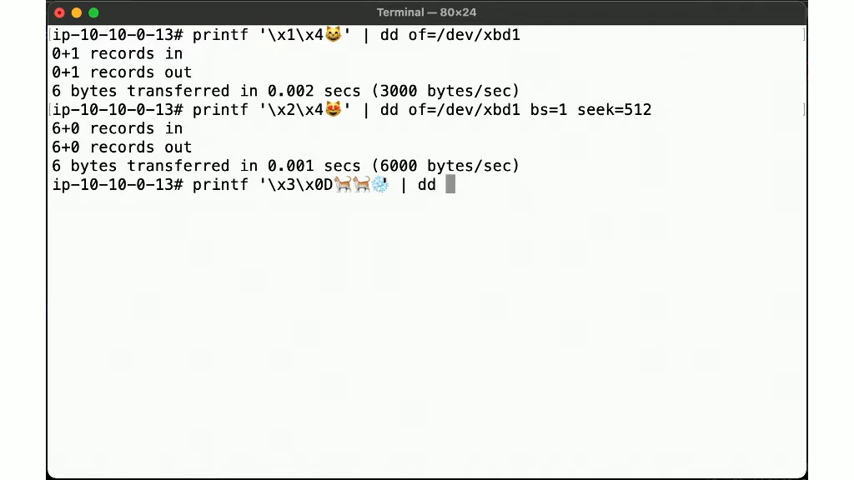 Terminal — 80×24
ip-10-10-0-13# printf '\x1\x4😺' | dd of=/dev/xbd1
0+1 records in
0+1 records out
6 bytes transferred in 0.002 secs (3000 bytes/sec)
ip-10-10-0-13# printf '\x2\x4😻' | dd of=/dev/xbd1 bs=1 seek=512
6+0 records in
6+0 records out
6 bytes transferred in 0.001 secs (6000 bytes/sec)
ip-10-10-0-13# printf '\x3\x0D🐈🐈❄️' | dd